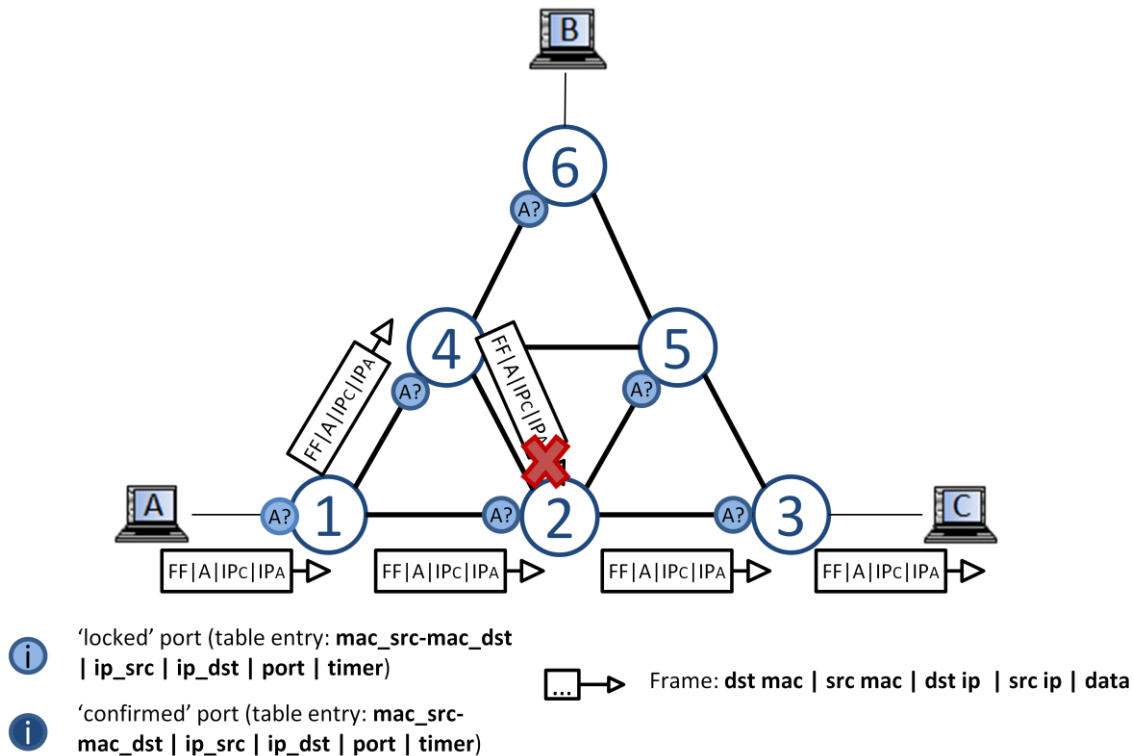 B
6
A?
FF|A|IPC|IPA
4
A?
FF|A|IPC|IPA
5
A?
A
A?
1
A?
2
A?
3
C
FF|A|IPC|IPA
FF|A|IPC|IPA
FF|A|IPC|IPA
FF|A|IPC|IPA
i
'locked' port (table entry: mac_src-mac_dst
| ip_src | ip_dst | port | timer)
... Frame: dst mac | src mac | dst ip | src ip | data
i
'confirmed' port (table entry: mac_src-
mac_dst | ip_src | ip_dst | port | timer)